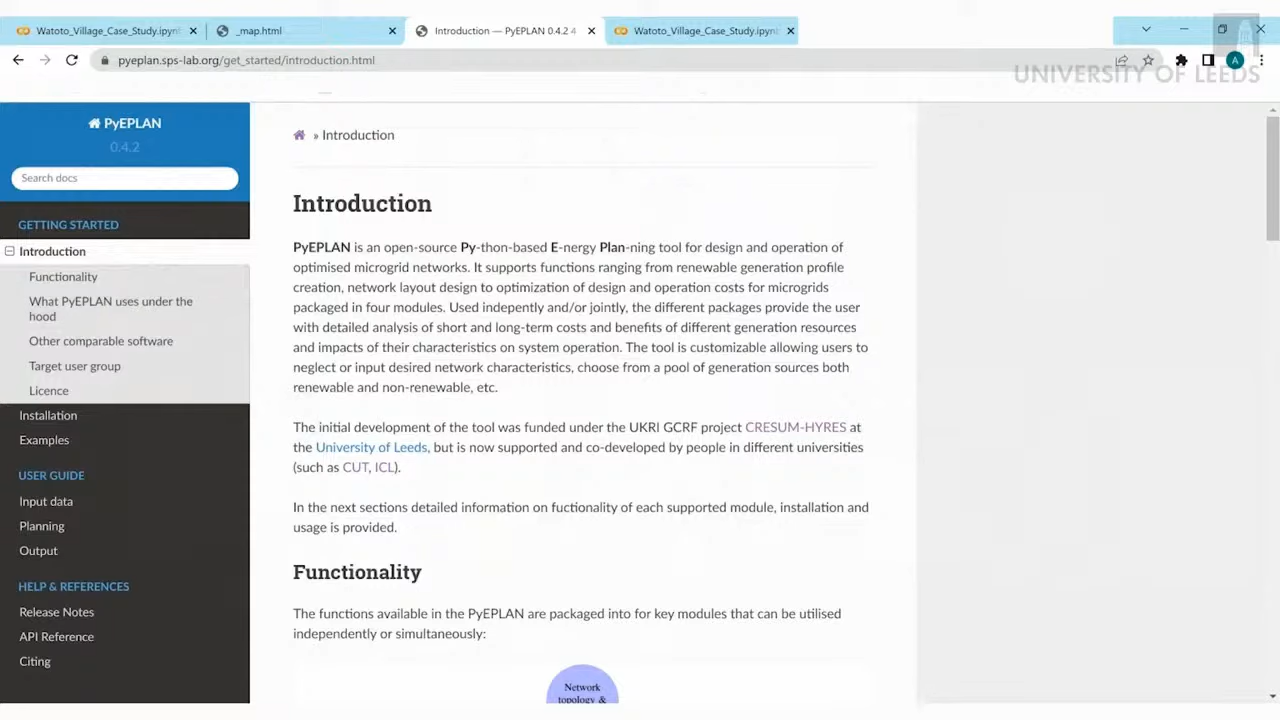 Watoto_Village_Case_Study.ipynb
_map.html
Introduction — PyEPLAN 0.4.2 4
Watoto_Village_Case_Study.ipynb
pyeplan.sps-lab.org/get_started/introduction.html
A
UNIVERSITY OF LEEDS
PyEPLAN
0.4.2
Search docs
GETTING STARTED
Introduction
Functionality
What PyEPLAN uses under the
hood
Other comparable software
Target user group
Licence
Installation
Examples
USER GUIDE
Input data
Planning
Output
HELP & REFERENCES
Release Notes
API Reference
Citing
» Introduction
Introduction
PyEPLAN is an open-source Py-thon-based E-nergy Plan-ning tool for design and operation of
optimised microgrid networks. It supports functions ranging from renewable generation profile
creation, network layout design to optimization of design and operation costs for microgrids
packaged in four modules. Used indepently and/or jointly, the different packages provide the user
with detailed analysis of short and long-term costs and benefits of different generation resources
and impacts of their characteristics on system operation. The tool is customizable allowing users to
neglect or input desired network characteristics, choose from a pool of generation sources both
renewable and non-renewable, etc.
The initial development of the tool was funded under the UKRI GCRF project CRESUM-HYRES at
the University of Leeds, but is now supported and co-developed by people in different universities
(such as CUT, ICL).
In the next sections detailed information on fuctionality of each supported module, installation and
usage is provided.
Functionality
The functions available in the PyEPLAN are packaged into for key modules that can be utilised
independently or simultaneously:
Network
topology &